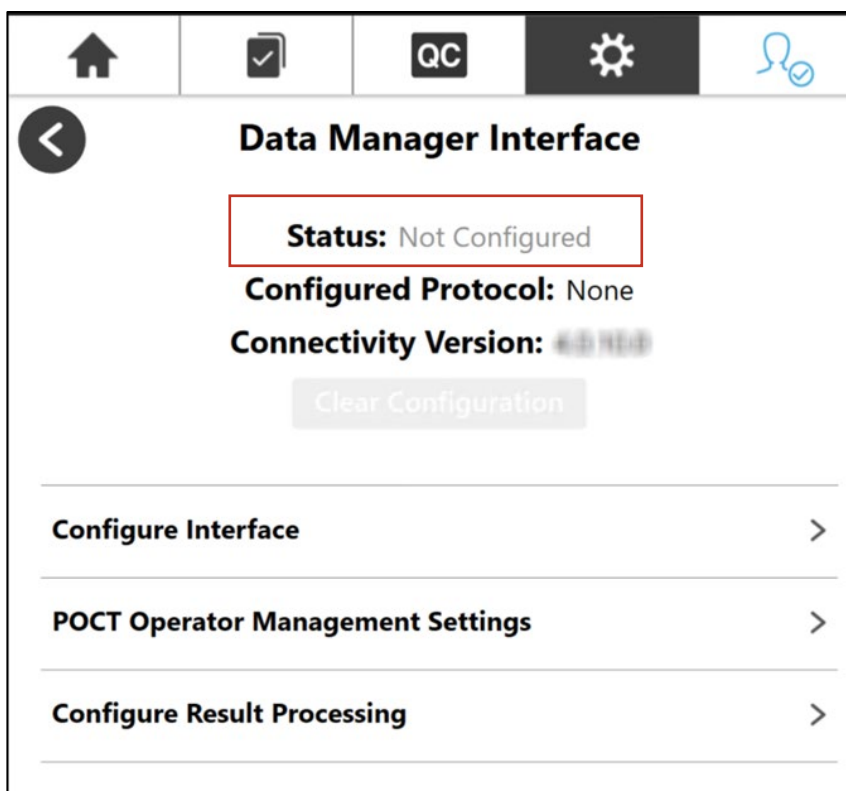 QC
Data Manager Interface
Status: Not Configured
Configured Protocol: None
Connectivity Version:
Clear Configuration
Configure Interface
POCT Operator Management Settings
Configure Result Processing